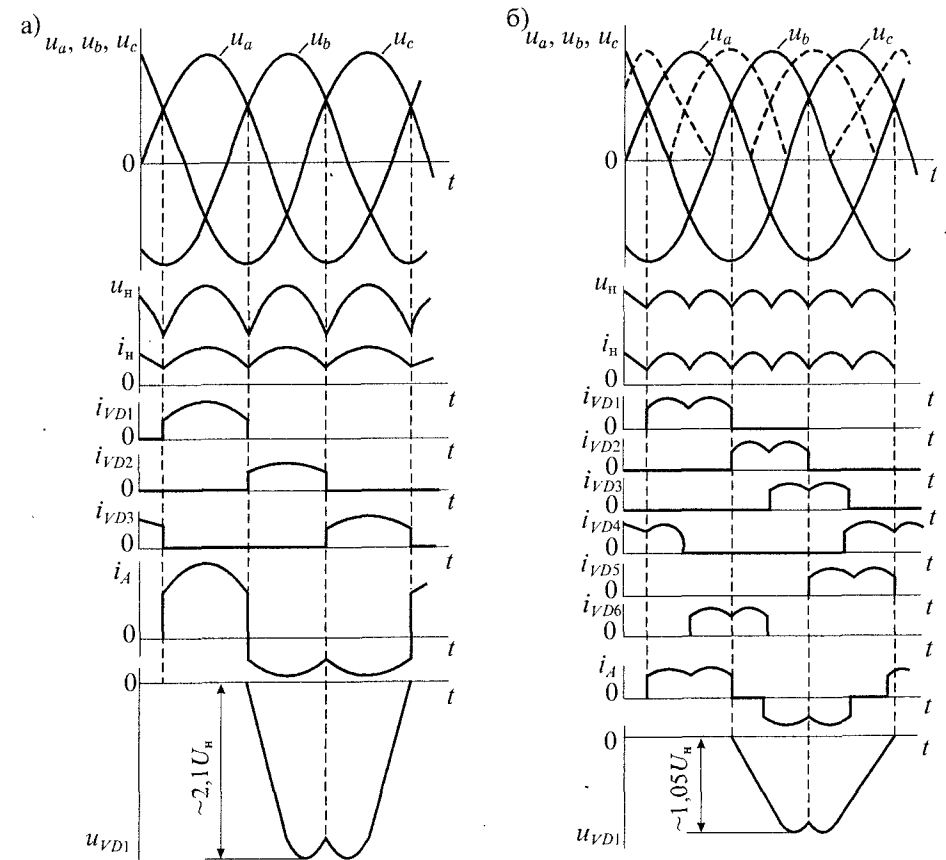 а)
u_a, u_b, u_c
u_a
u_b
u_c
0
t
u_н
i_н
0
t
i_VD1
0
t
i_VD2
0
t
i_VD3
0
t
i_A
0
t
0
t
~2,1U_н
u_VD1
б)
u_a, u_b, u_c
u_a
u_b
u_c
0
t
u_н
i_н
0
t
i_VD1
0
t
i_VD2
0
t
i_VD3
0
t
i_VD4
0
t
i_VD5
0
t
i_VD6
0
t
i_A
0
t
0
t
~1,05U_н
u_VD1